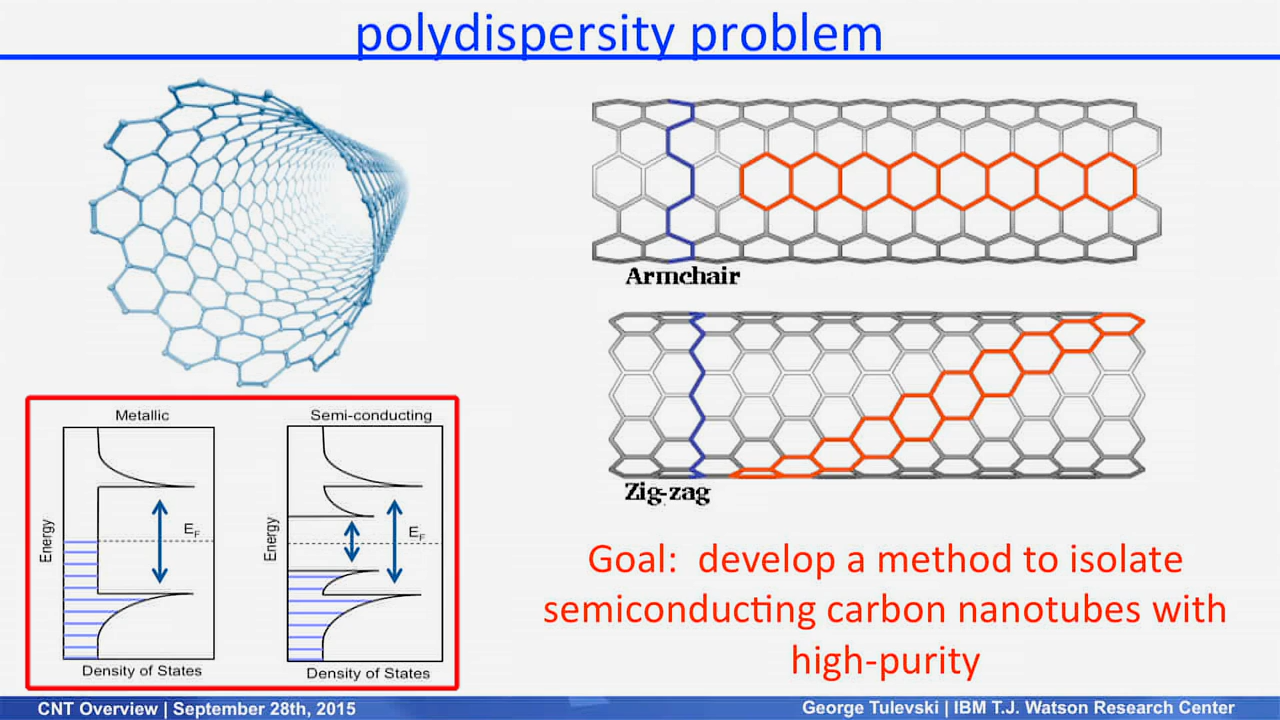 polydispersity problem
Armchair
Zig-zag
Metallic
Semi-conducting
Energy
E_F
Energy
E_F
Density of States
Density of States
Goal: develop a method to isolate
semiconducting carbon nanotubes with
high-purity
CNT Overview | September 28th, 2015
George Tulevski | IBM T.J. Watson Research Center